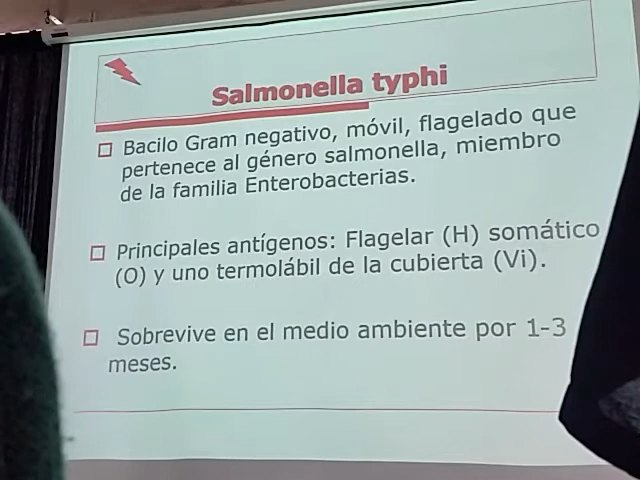 Salmonella typhi
Bacilo Gram negativo, móvil, flagelado que
pertenece al género salmonella, miembro
de la familia Enterobacterias.
Principales antígenos: Flagelar (H) somático
(O) y uno termolábil de la cubierta (Vi).
Sobrevive en el medio ambiente por 1-3
meses.